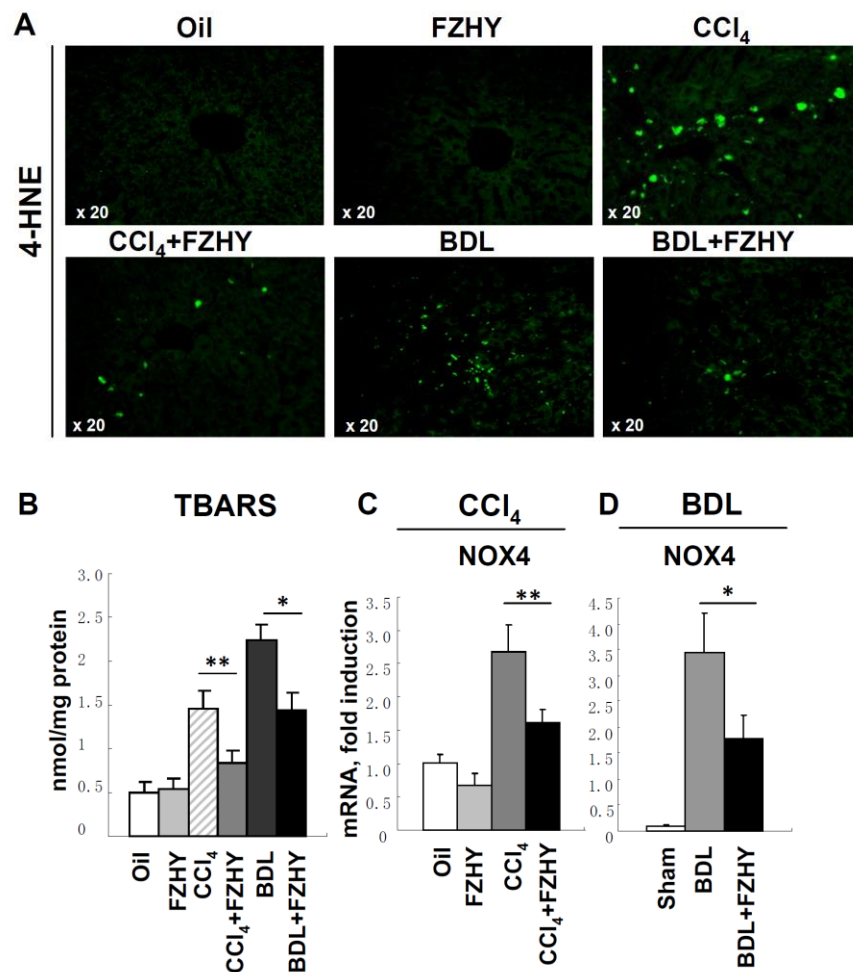 A
Oil FZHY CCl₄
4-HNE
x 20 x 20 x 20
CCl₄+FZHY BDL BDL+FZHY
x 20 x 20 x 20
B TBARS
nmol/mg protein
3.0
2.5
2.0
1.5
1.0
0.5
0
** *
Oil FZHY CCl₄ CCl₄+FZHY BDL BDL+FZHY
C CCl₄
NOX4
mRNA, fold induction
3.5
3.0
2.5
2.0
1.5
1.0
0.5
0
**
Oil FZHY CCl₄ CCl₄+FZHY
D BDL
NOX4
4.5
4.0
3.5
3.0
2.5
2.0
1.5
1.0
0.5
0
*
Sham BDL BDL+FZHY